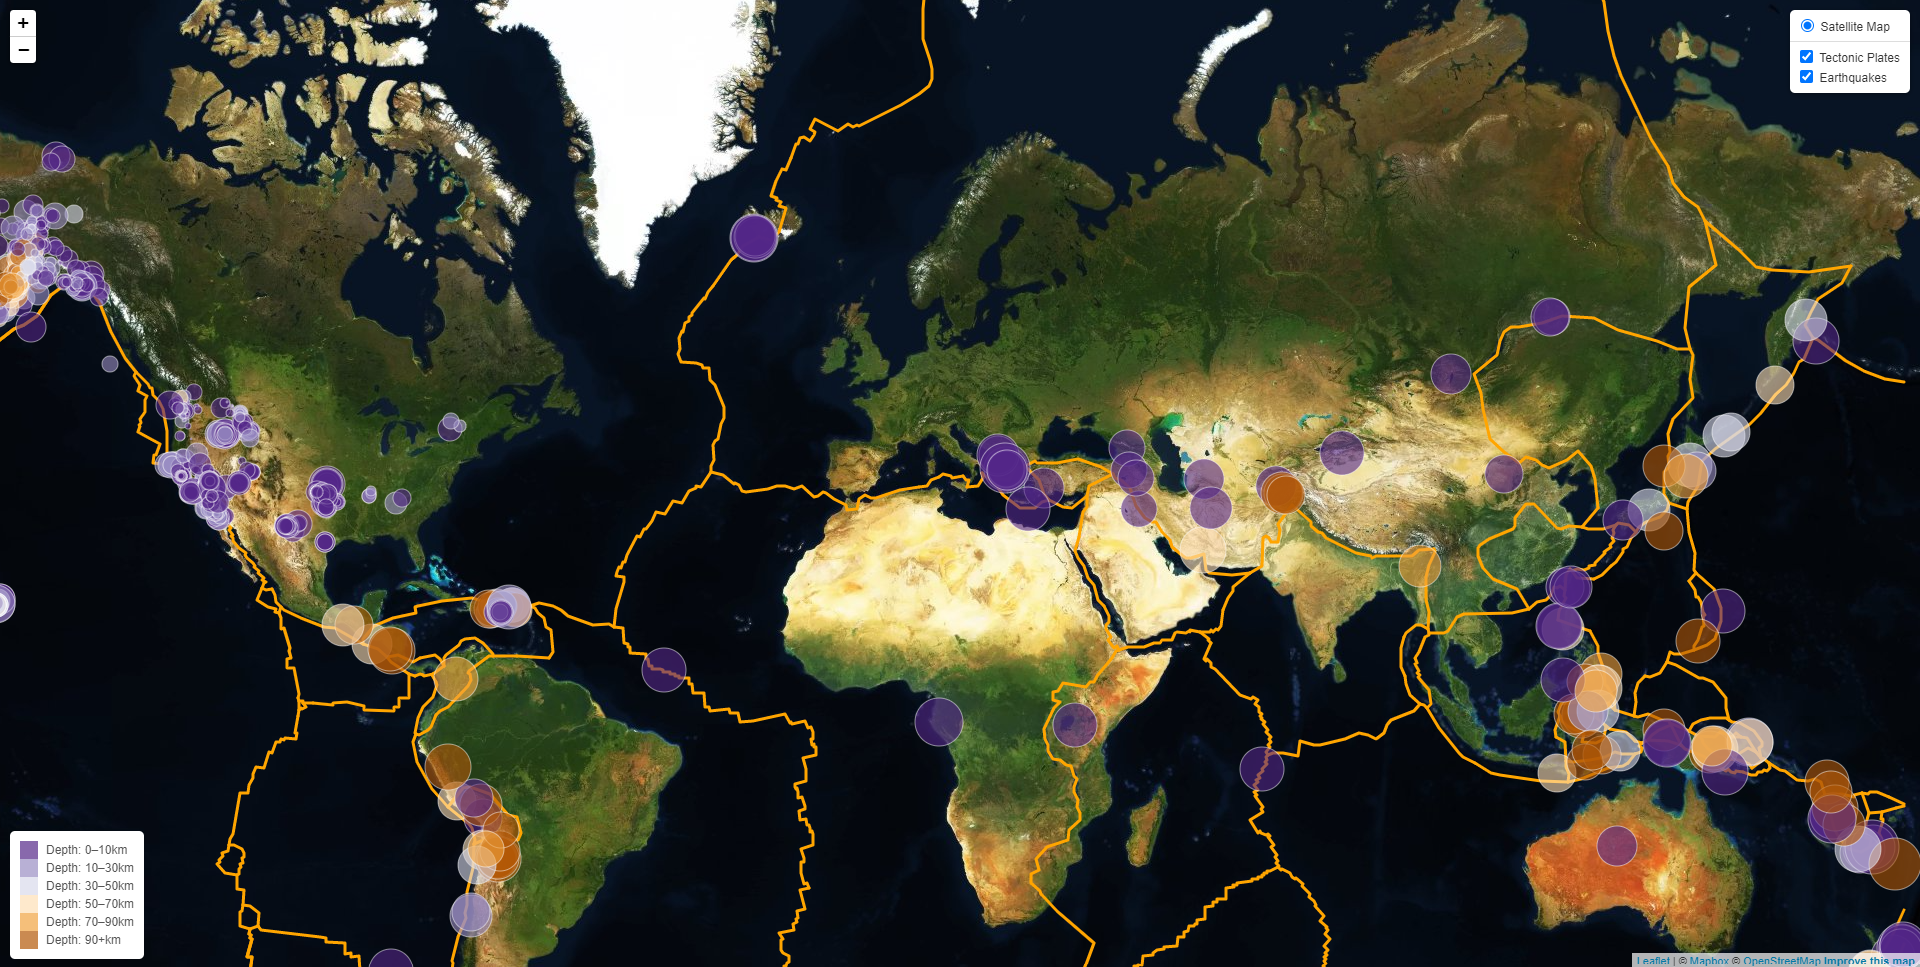 +
−
Satellite Map
Tectonic Plates
Earthquakes
Depth: 0–10km
Depth: 10–30km
Depth: 30–50km
Depth: 50–70km
Depth: 70–90km
Depth: 90+km
Leaflet | © Mapbox © OpenStreetMap Improve this map